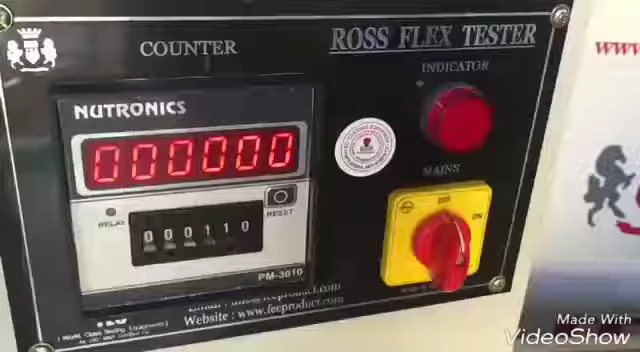 COUNTER
ROSS FLEX TESTER
INDICATOR
NUTRONICS
000000
RELAY
000110
RESET
PM-3010
MAINS
OFF
ON
Website : www.feeproduct.com
Made With
VideoShow